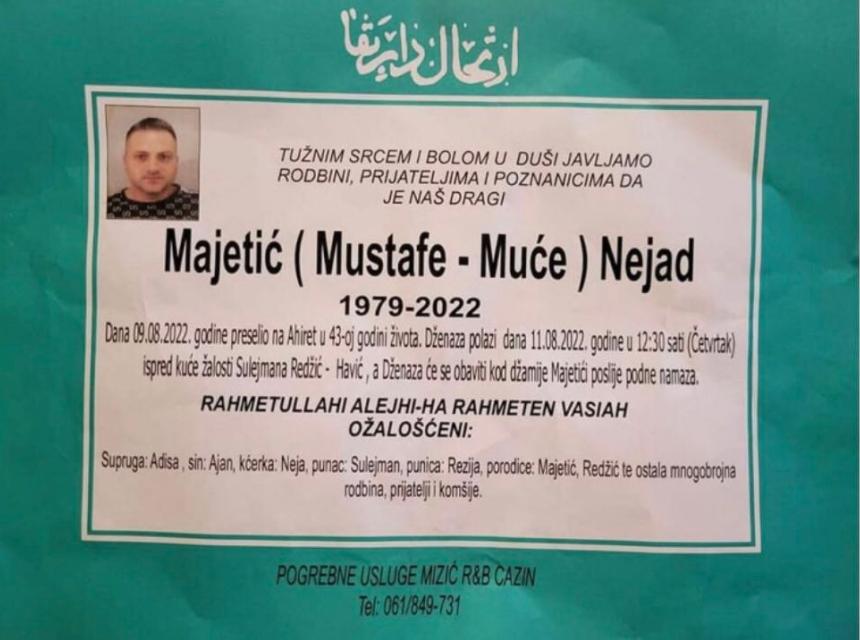 ارتحال دار بقا
TUŽNIM SRCEM I BOLOM U DUŠI JAVLJAMO
RODBINI, PRIJATELJIMA I POZNANICIMA DA
JE NAŠ DRAGI
Majetić ( Mustafe - Muće ) Nejad
1979-2022
Dana 09.08.2022. godine preselio na Ahiret u 43-oj godini života. Dženaza polazi dana 11.08.2022. godine u 12:30 sati (Četvrtak)
ispred kuće žalosti Sulejmana Redžić - Havić , a Dženaza će se obaviti kod džamije Majetići poslije podne namaza.
RAHMETULLAHI ALEJHI-HA RAHMETEN VASIAH
OŽALOŠĆENI:
Supruga: Adisa , sin: Ajan, kćerka: Neja, punac: Sulejman, punica: Rezija, porodice: Majetić, Redžić te ostala mnogobrojna
rodbina, prijatelji i komšije.
POGREBNE USLUGE MIZIĆ R&B CAZIN
Tel: 061/849-731